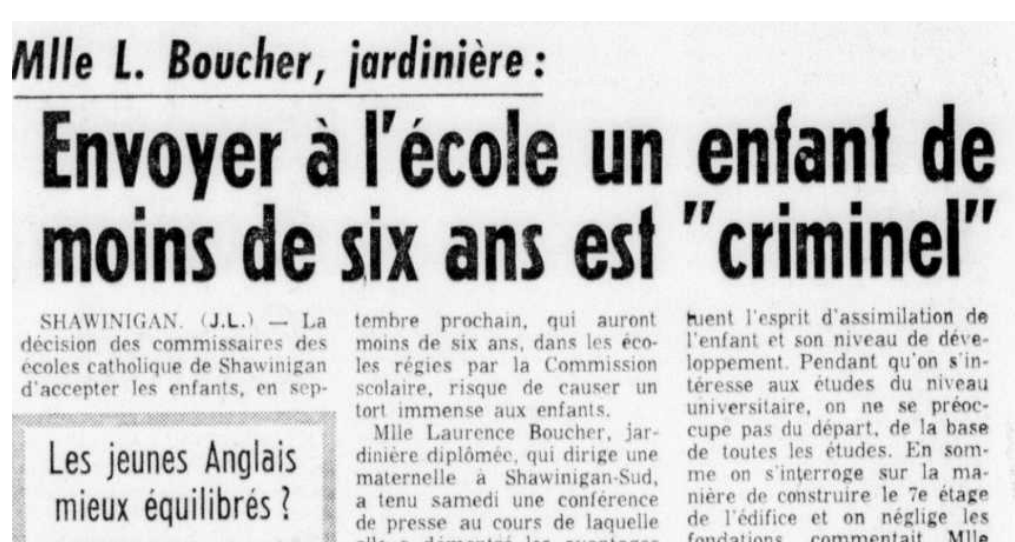 Mlle L. Boucher, jardinière :
Envoyer à l'école un enfant de
moins de six ans est "criminel"
SHAWINIGAN. (J.L.) — La
décision des commissaires des
écoles catholique de Shawinigan
d'accepter les enfants, en sep-
Les jeunes Anglais
mieux équilibrés ?
tembre prochain, qui auront
moins de six ans, dans les éco-
les régies par la Commission
scolaire, risque de causer un
tort immense aux enfants.
Mlle Laurence Boucher, jar-
dinière diplômée, qui dirige une
maternelle à Shawinigan-Sud,
a tenu samedi une conférence
de presse au cours de laquelle
elle a démontré les avantages
tuent l'esprit d'assimilation de
l'enfant et son niveau de déve-
loppement. Pendant qu'on s'in-
téresse aux études du niveau
universitaire, on ne se préoc-
cupe pas du départ, de la base
de toutes les études. En som-
me on s'interroge sur la ma-
nière de construire le 7e étage
de l'édifice et on néglige les
fondations, commentait Mlle